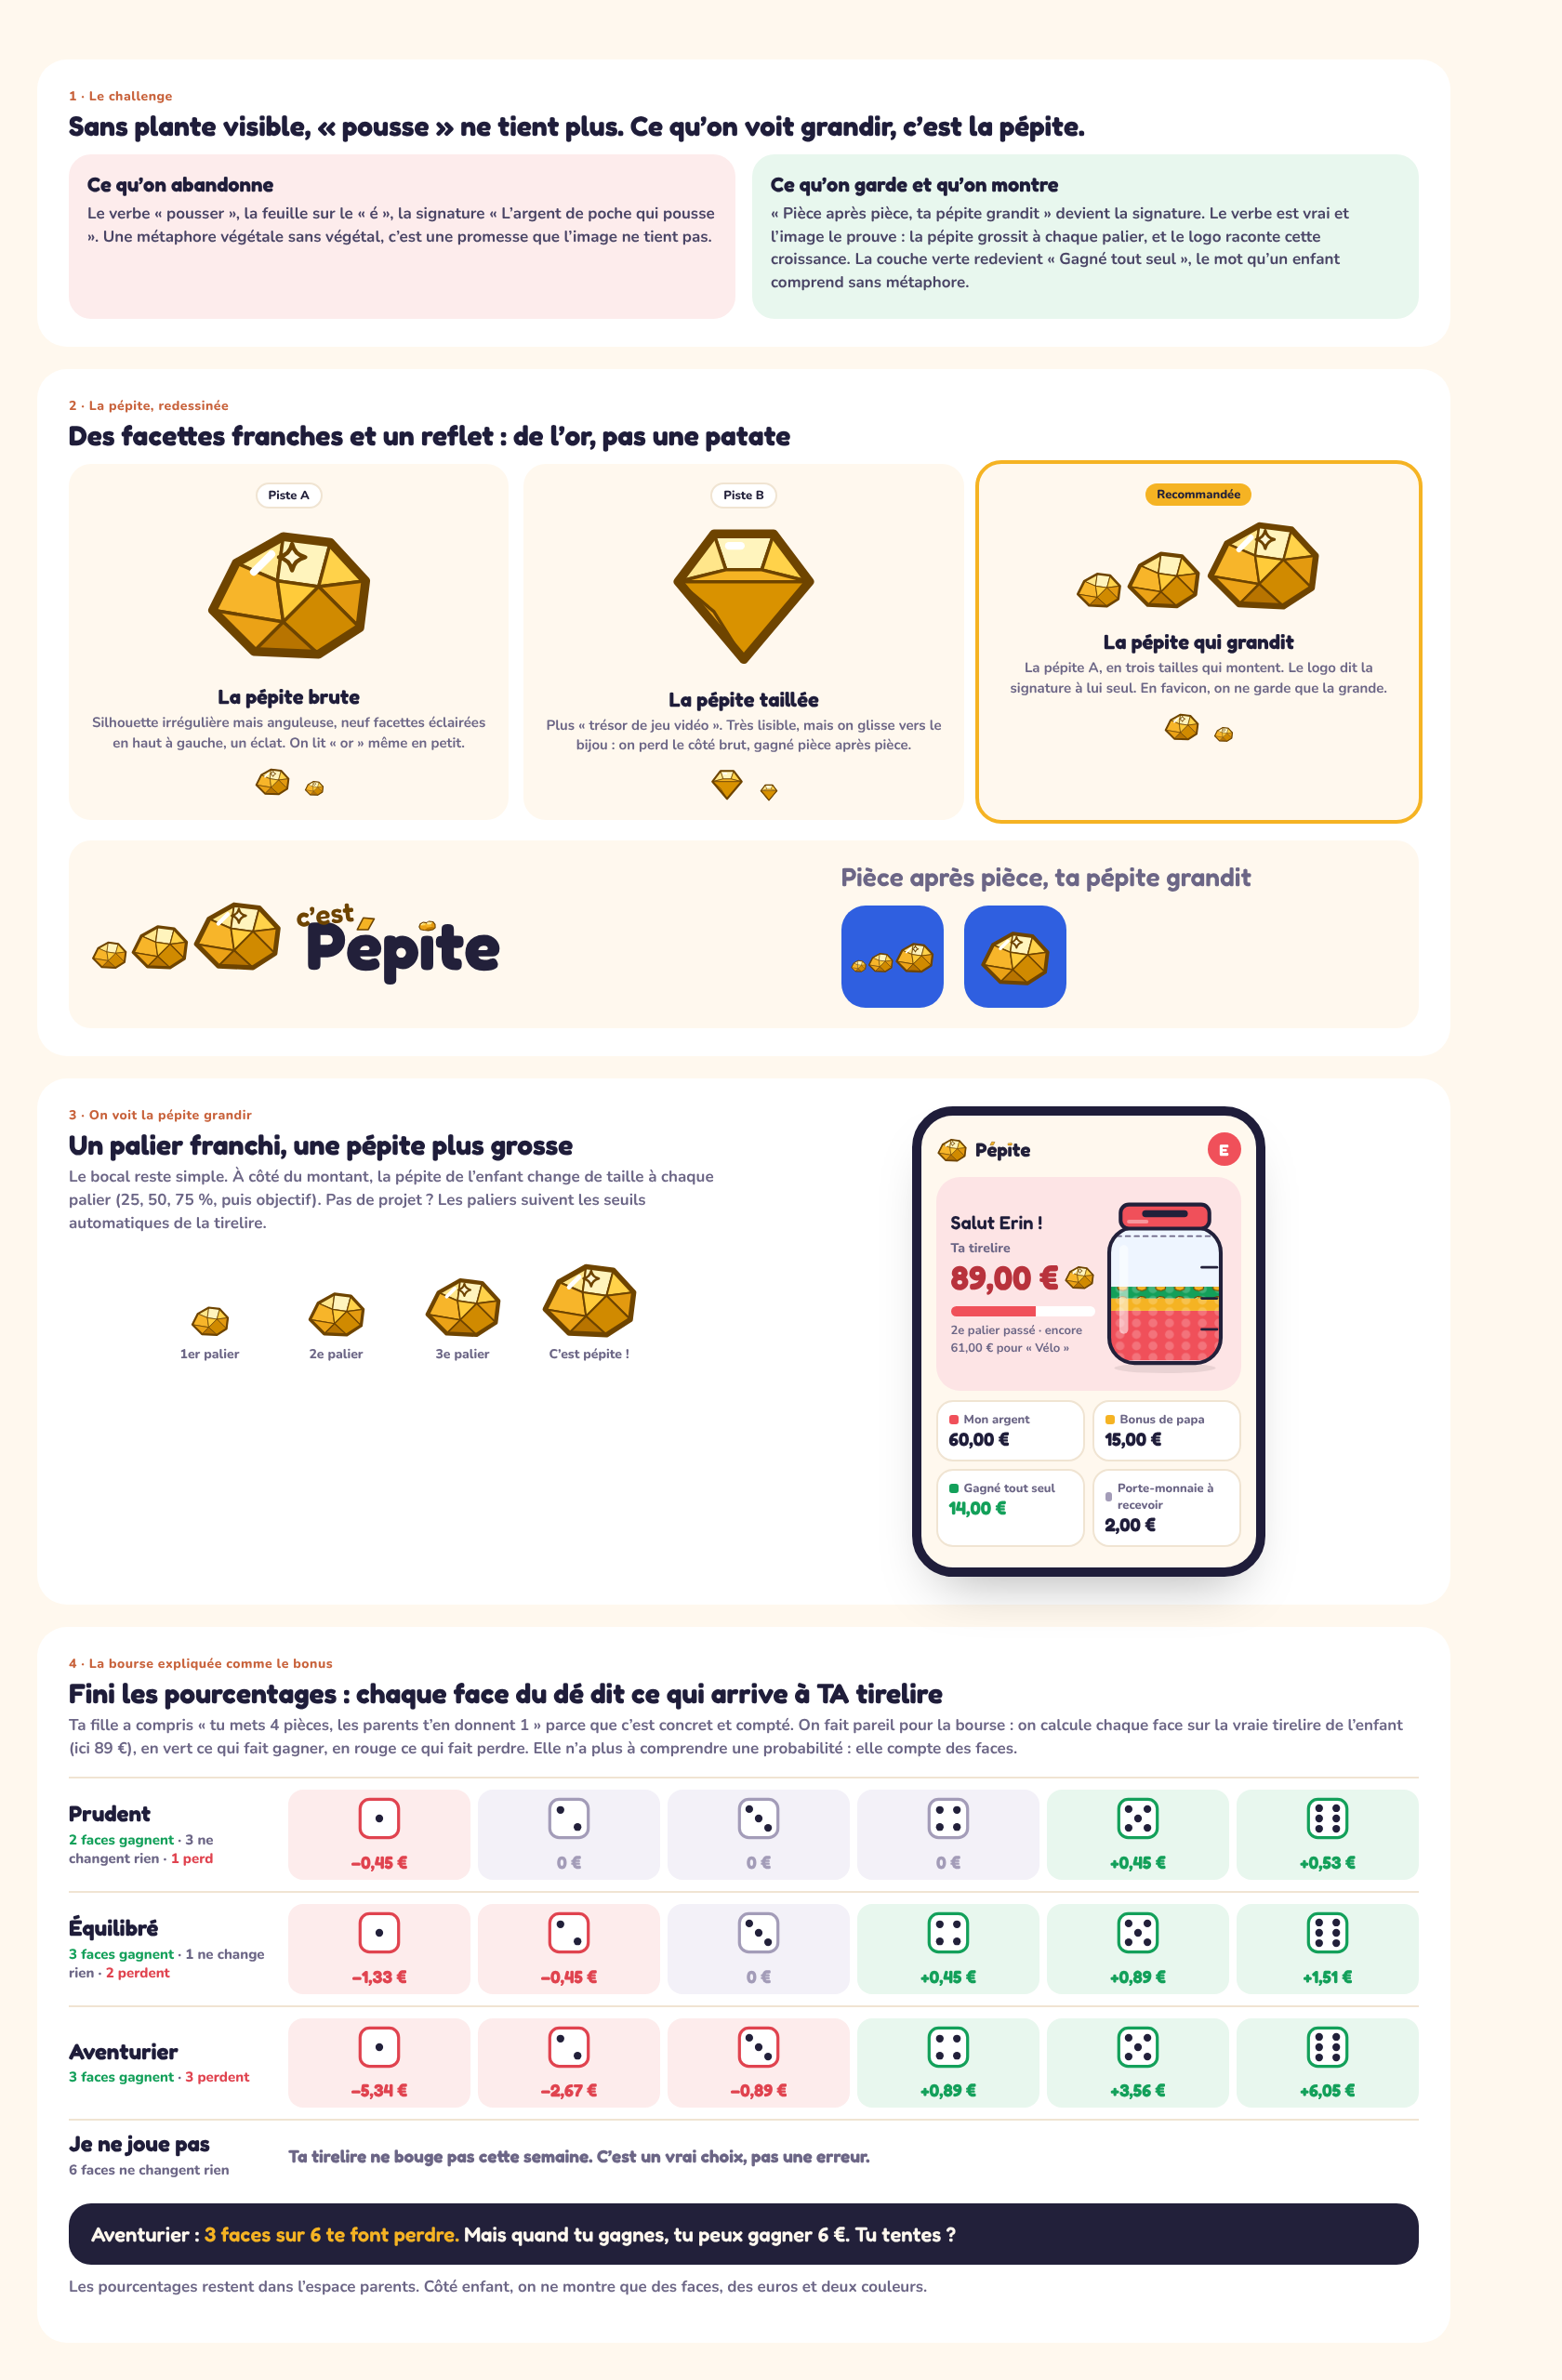 1 · Le challenge
Sans plante visible, « pousse » ne tient plus. Ce qu’on voit grandir, c’est la pépite.
Ce qu’on abandonne
Le verbe « pousser », la feuille sur le « é », la signature « L’argent de poche qui pousse
». Une métaphore végétale sans végétal, c’est une promesse que l’image ne tient pas.
Ce qu’on garde et qu’on montre
« Pièce après pièce, ta pépite grandit » devient la signature. Le verbe est vrai et
l’image le prouve : la pépite grossit à chaque palier, et le logo raconte cette
croissance. La couche verte redevient « Gagné tout seul », le mot qu’un enfant
comprend sans métaphore.
2 · La pépite, redessinée
Des facettes franches et un reflet : de l’or, pas une patate
Piste A
La pépite brute
Silhouette irrégulière mais anguleuse, neuf facettes éclairées
en haut à gauche, un éclat. On lit « or » même en petit.
Piste B
La pépite taillée
Plus « trésor de jeu vidéo ». Très lisible, mais on glisse vers le
bijou : on perd le côté brut, gagné pièce après pièce.
Recommandée
La pépite qui grandit
La pépite A, en trois tailles qui montent. Le logo dit la
signature à lui seul. En favicon, on ne garde que la grande.
c’est
Pépite
Pièce après pièce, ta pépite grandit
3 · On voit la pépite grandir
Un palier franchi, une pépite plus grosse
Le bocal reste simple. À côté du montant, la pépite de l’enfant change de taille à chaque
palier (25, 50, 75 %, puis objectif). Pas de projet ? Les paliers suivent les seuils
automatiques de la tirelire.
1er palier
2e palier
3e palier
C’est pépite !
Pépite
E
Salut Erin !
Ta tirelire
89,00 €
2e palier passé · encore
61,00 € pour « Vélo »
Mon argent
60,00 €
Bonus de papa
15,00 €
Gagné tout seul
14,00 €
Porte-monnaie à
recevoir
2,00 €
4 · La bourse expliquée comme le bonus
Fini les pourcentages : chaque face du dé dit ce qui arrive à TA tirelire
Ta fille a compris « tu mets 4 pièces, les parents t’en donnent 1 » parce que c’est concret et compté. On fait pareil pour la bourse : on calcule chaque face sur la vraie tirelire de l’enfant
(ici 89 €), en vert ce qui fait gagner, en rouge ce qui fait perdre. Elle n’a plus à comprendre une probabilité : elle compte des faces.
Prudent
2 faces gagnent · 3 ne
changent rien · 1 perd
−0,45 €
0 €
0 €
0 €
+0,45 €
+0,53 €
Équilibré
3 faces gagnent · 1 ne change
rien · 2 perdent
−1,33 €
−0,45 €
0 €
+0,45 €
+0,89 €
+1,51 €
Aventurier
3 faces gagnent · 3 perdent
−5,34 €
−2,67 €
−0,89 €
+0,89 €
+3,56 €
+6,05 €
Je ne joue pas
6 faces ne changent rien
Ta tirelire ne bouge pas cette semaine. C’est un vrai choix, pas une erreur.
Aventurier : 3 faces sur 6 te font perdre. Mais quand tu gagnes, tu peux gagner 6 €. Tu tentes ?
Les pourcentages restent dans l’espace parents. Côté enfant, on ne montre que des faces, des euros et deux couleurs.